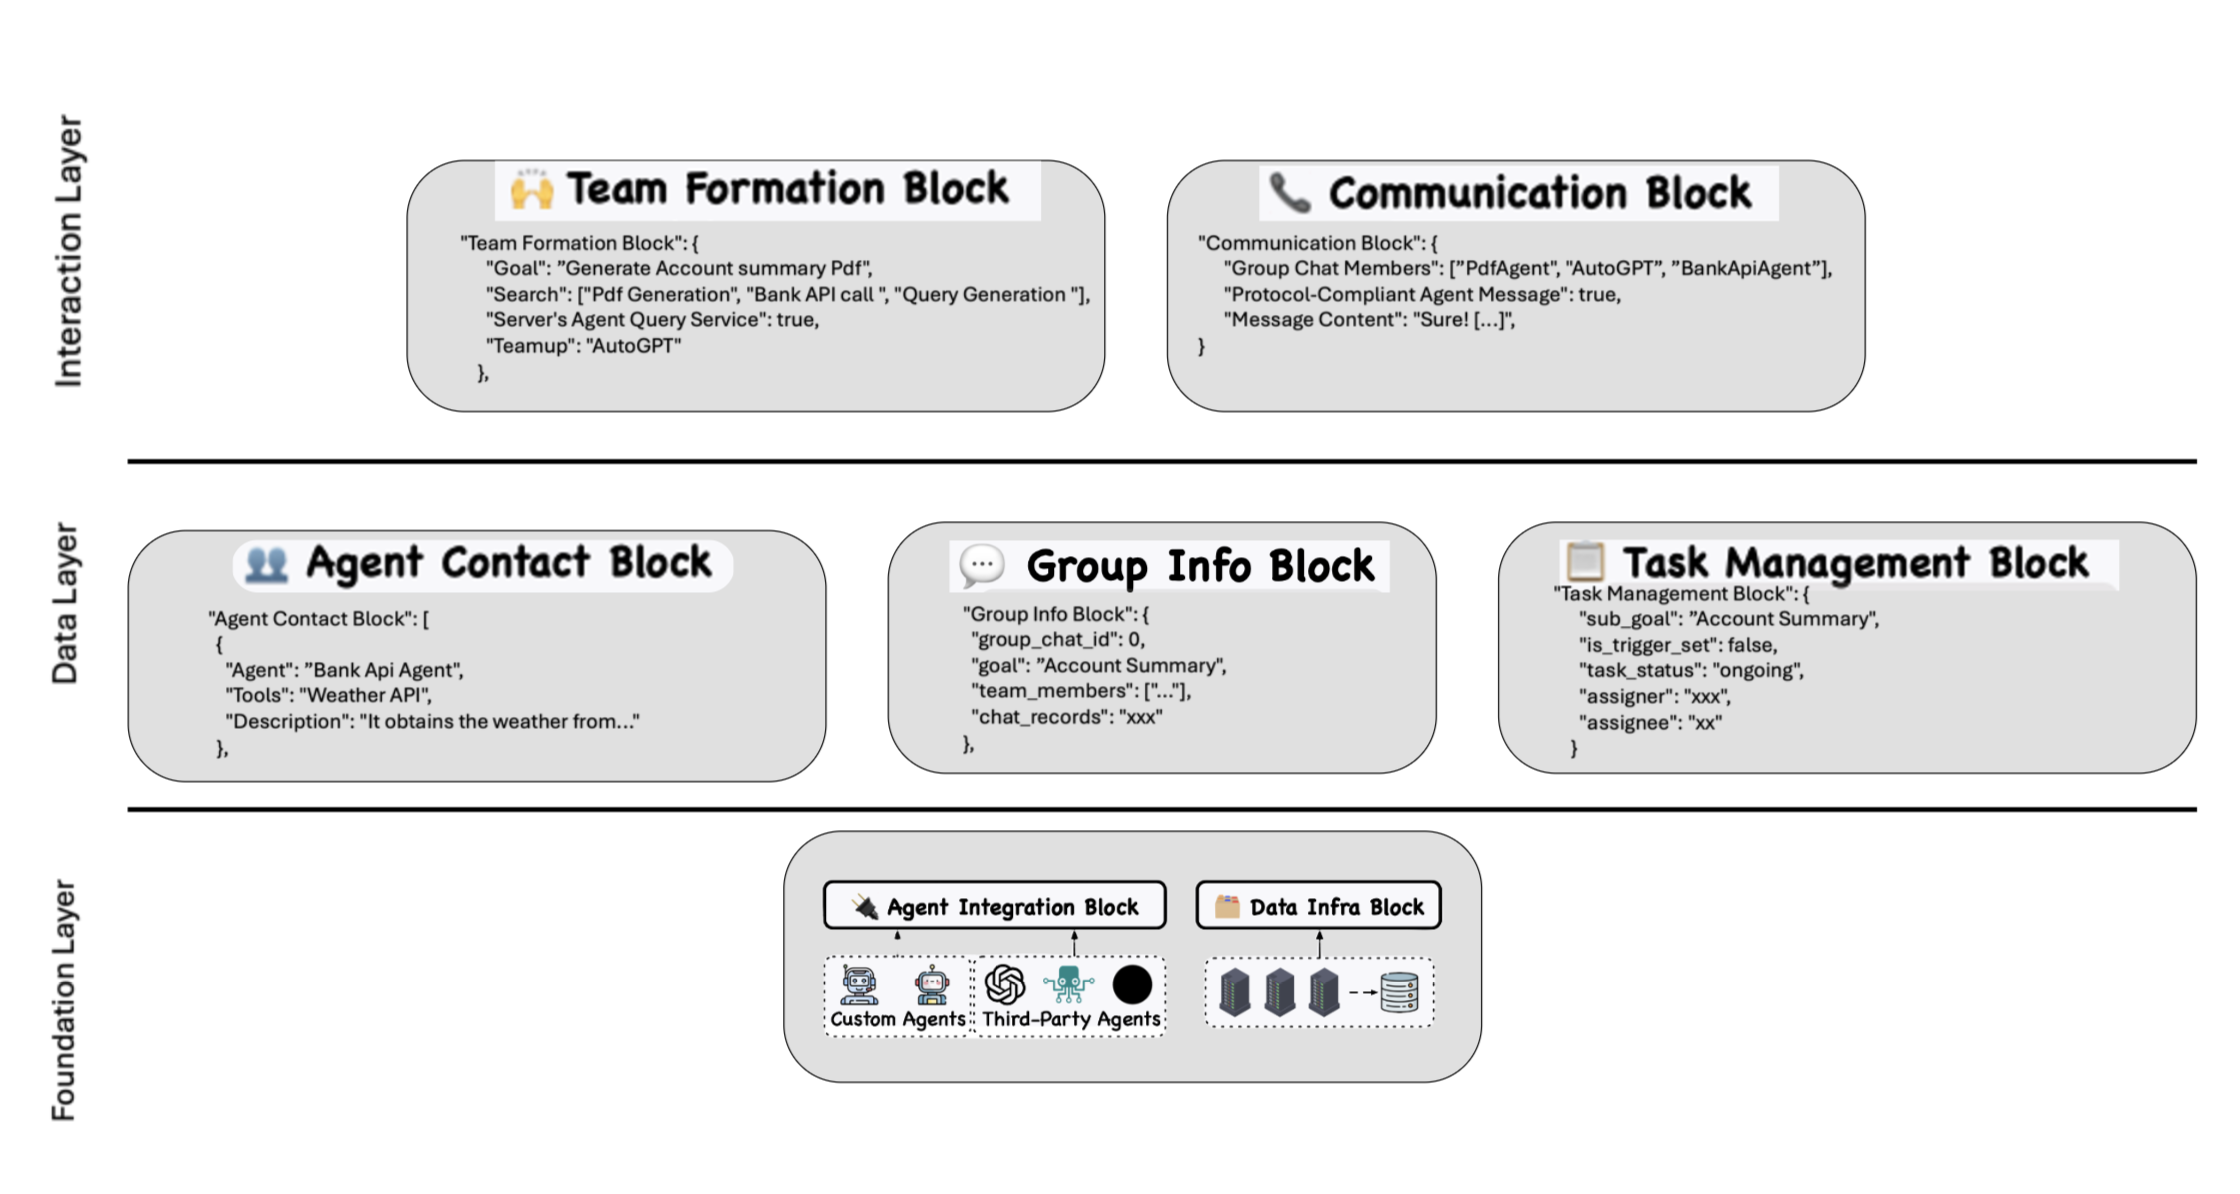 Interaction Layer
Team Formation Block
"Team Formation Block": {
"Goal": ”Generate Account summary Pdf",
"Search": ["Pdf Generation", "Bank API call ", "Query Generation "],
"Server's Agent Query Service": true,
"Teamup": "AutoGPT"
},
Communication Block
"Communication Block": {
"Group Chat Members": [”PdfAgent", "AutoGPT”, ”BankApiAgent”],
"Protocol-Compliant Agent Message": true,
"Message Content": "Sure! [...]",
}
Data Layer
Agent Contact Block
"Agent Contact Block": [
{
"Agent": ”Bank Api Agent",
"Tools": "Weather API",
"Description": "It obtains the weather from..."
},
Group Info Block
"Group Info Block": {
"group_chat_id": 0,
"goal": ”Account Summary",
"team_members": ["..."],
"chat_records": "xxx"
},
Task Management Block
"Task Management Block": {
"sub_goal": ”Account Summary",
"is_trigger_set": false,
"task_status": "ongoing",
"assigner": "xxx",
"assignee": "xx"
}
Foundation Layer
Agent Integration Block
Data Infra Block
Custom Agents
Third-Party Agents